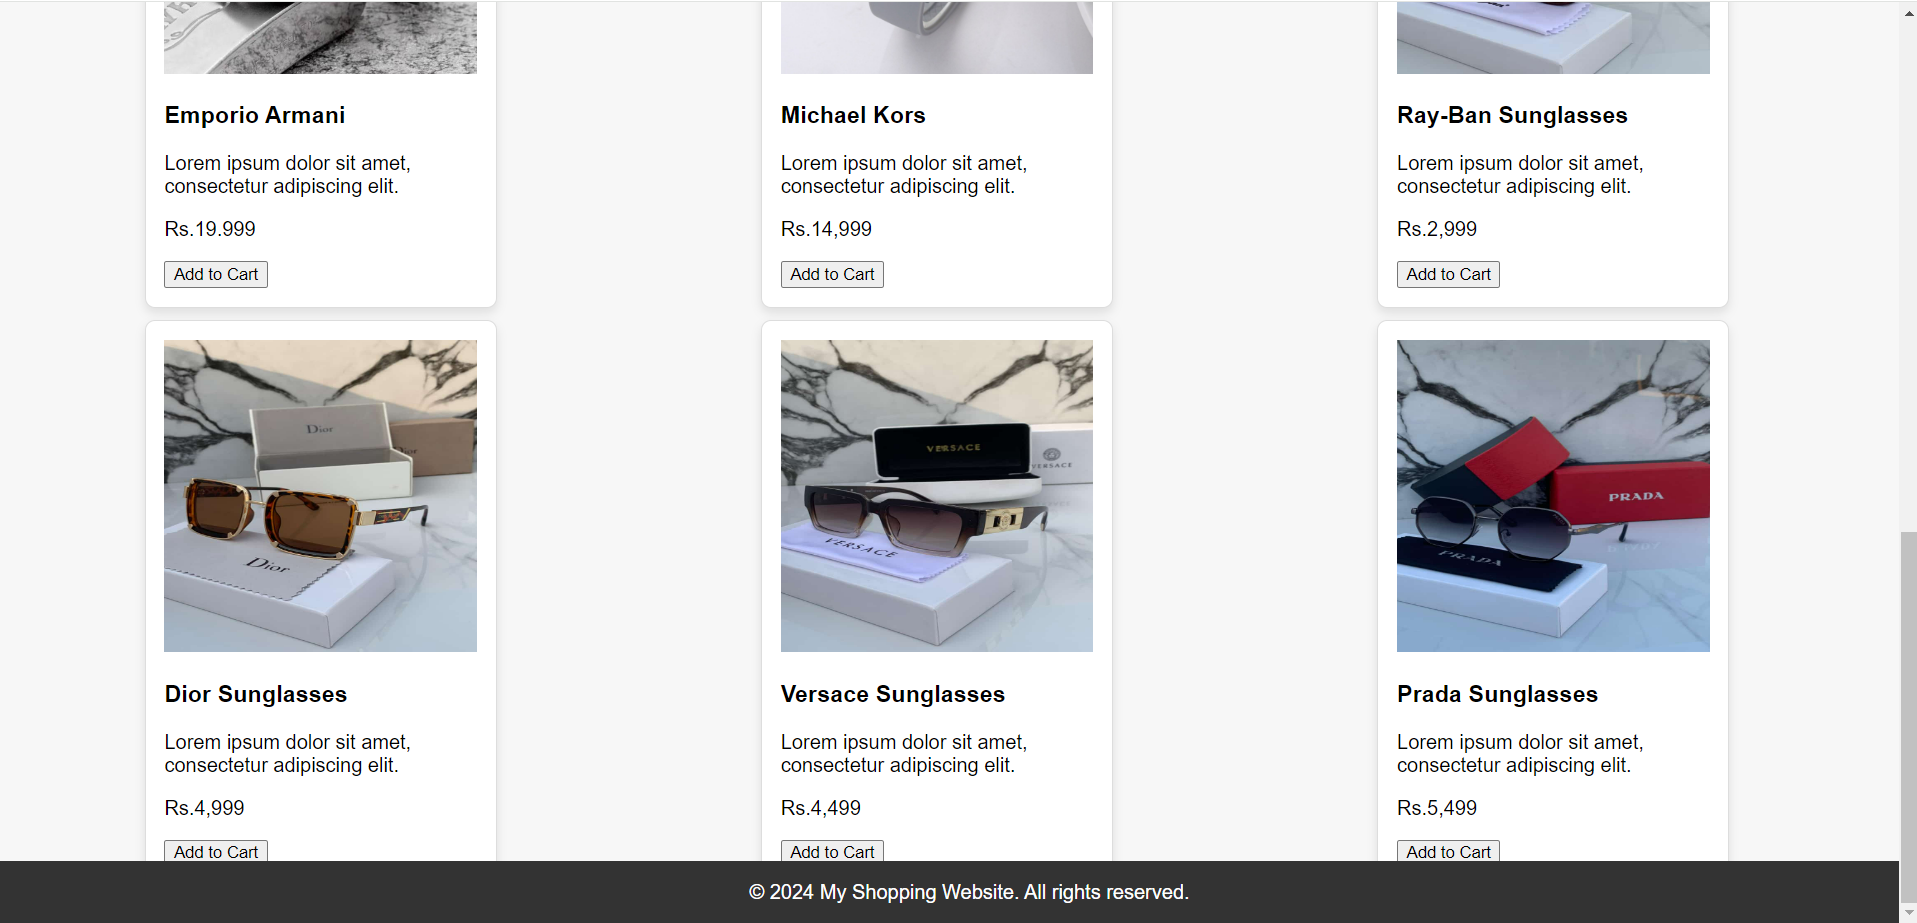 Emporio Armani
Lorem ipsum dolor sit amet,
consectetur adipiscing elit.
Rs.19.999
Add to Cart
Michael Kors
Lorem ipsum dolor sit amet,
consectetur adipiscing elit.
Rs.14,999
Add to Cart
Ray-Ban Sunglasses
Lorem ipsum dolor sit amet,
consectetur adipiscing elit.
Rs.2,999
Add to Cart
Dior
Dior
Dior
Dior Sunglasses
Lorem ipsum dolor sit amet,
consectetur adipiscing elit.
Rs.4,999
Add to Cart
VERSACE
VERSACE
VERSACE
Versace Sunglasses
Lorem ipsum dolor sit amet,
consectetur adipiscing elit.
Rs.4,499
Add to Cart
PRADA
PRADA
Prada Sunglasses
Lorem ipsum dolor sit amet,
consectetur adipiscing elit.
Rs.5,499
Add to Cart
© 2024 My Shopping Website. All rights reserved.